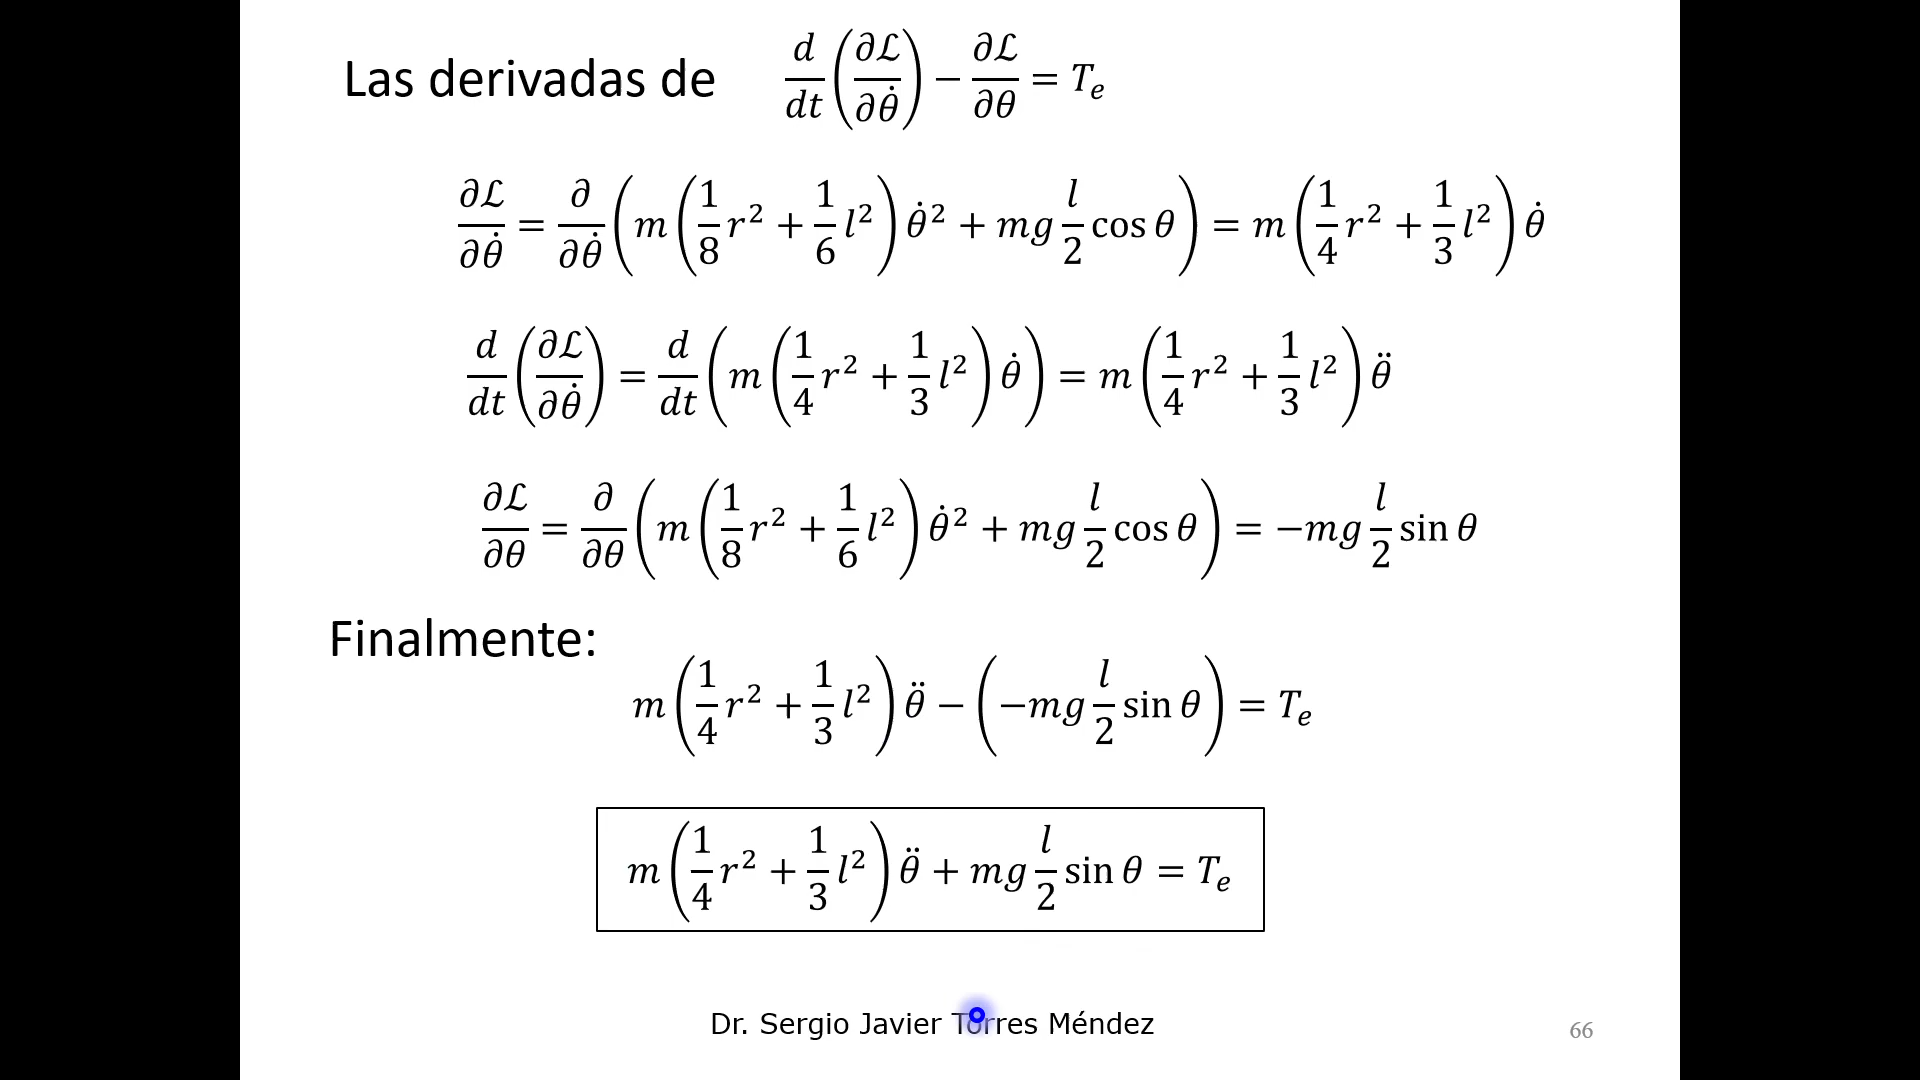 Las derivadas de d/dt(∂ℒ/∂θ̇) − ∂ℒ/∂θ = Tₑ
∂ℒ/∂θ̇ = ∂/∂θ̇(m(1/8 r² + 1/6 l²)θ̇² + mg l/2 cos θ) = m(1/4 r² + 1/3 l²)θ̇
d/dt(∂ℒ/∂θ̇) = d/dt(m(1/4 r² + 1/3 l²)θ̇) = m(1/4 r² + 1/3 l²)θ̈
∂ℒ/∂θ = ∂/∂θ(m(1/8 r² + 1/6 l²)θ̇² + mg l/2 cos θ) = −mg l/2 sin θ
Finalmente:
m(1/4 r² + 1/3 l²)θ̈ − (−mg l/2 sin θ) = Tₑ
m(1/4 r² + 1/3 l²)θ̈ + mg l/2 sin θ = Tₑ
Dr. Sergio Javier Torres Méndez
66